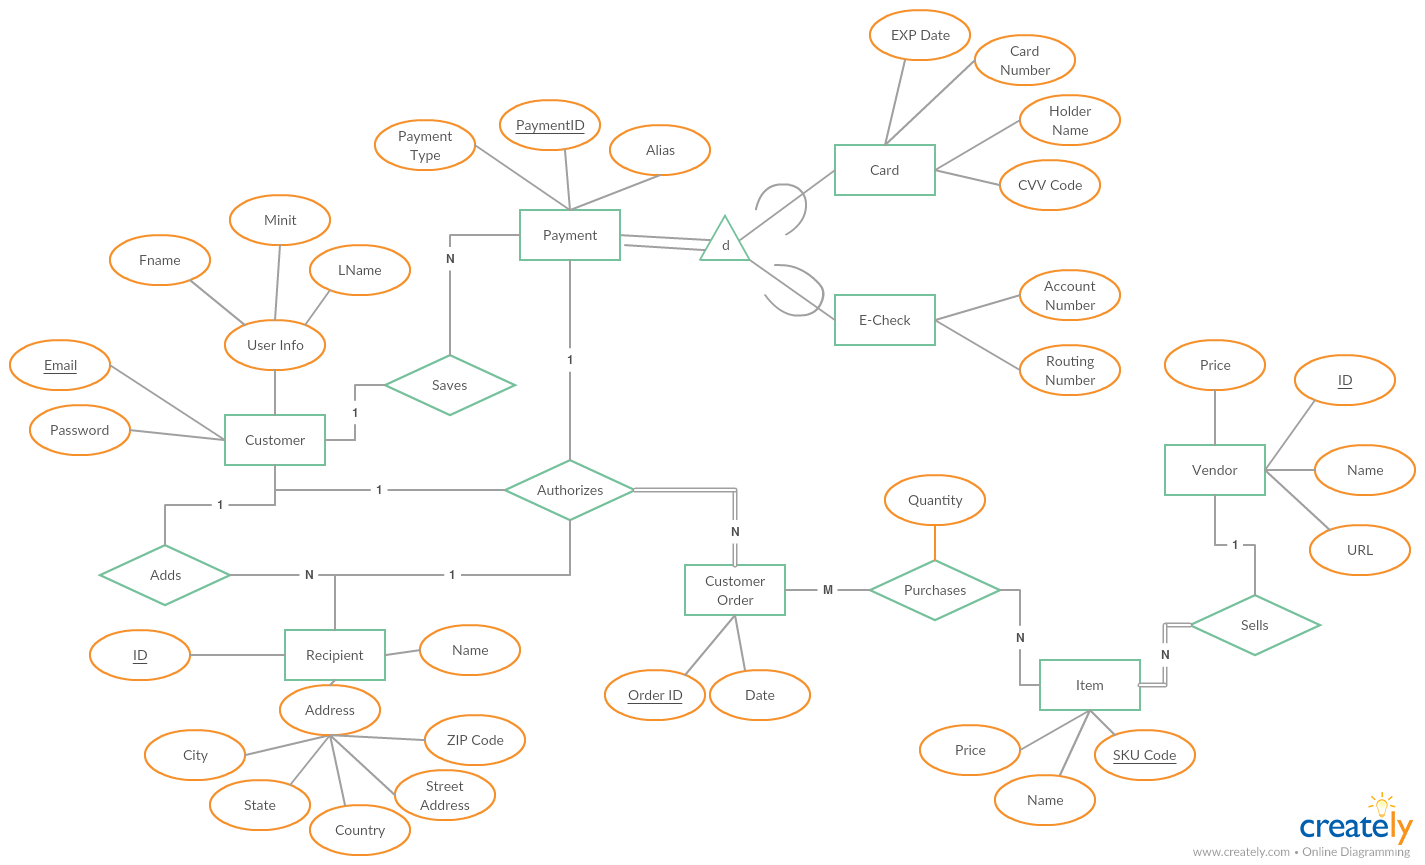 EXP Date
Card
Number
Holder
Name
CVV Code
Card
PaymentID
Payment
Type
Alias
Payment
d
Minit
Fname
LName
User Info
N
Account
Number
E-Check
Routing
Number
1
Saves
Email
Password
Customer
1
Price
ID
Vendor
Name
URL
1
1
Authorizes
Quantity
N
1
Sells
Adds
N
1
Customer
Order
M
Purchases
N
N
ID
Recipient
Name
Address
City
ZIP Code
State
Street
Address
Country
Order ID
Date
Item
Price
SKU Code
Name
creately
www.creately.com • Online Diagramming